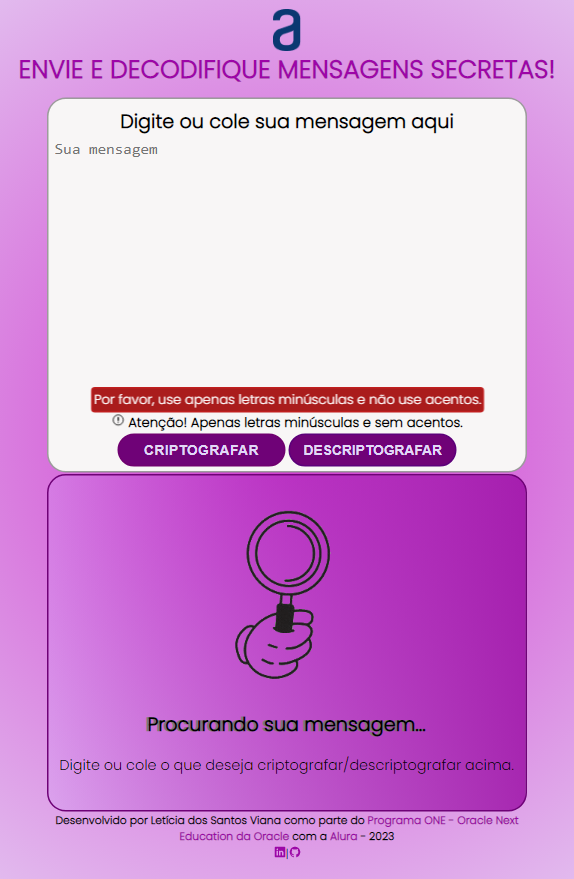 a
ENVIE E DECODIFIQUE MENSAGENS SECRETAS!
Digite ou cole sua mensagem aqui
Sua mensagem
Por favor, use apenas letras minúsculas e não use acentos.
Atenção! Apenas letras minúsculas e sem acentos.
CRIPTOGRAFAR DESCRIPTOGRAFAR
Procurando sua mensagem...
Digite ou cole o que deseja criptografar/descriptografar acima.
Desenvolvido por Letícia dos Santos Viana como parte do Programa ONE - Oracle Next
Education da Oracle com a Alura - 2023
in|